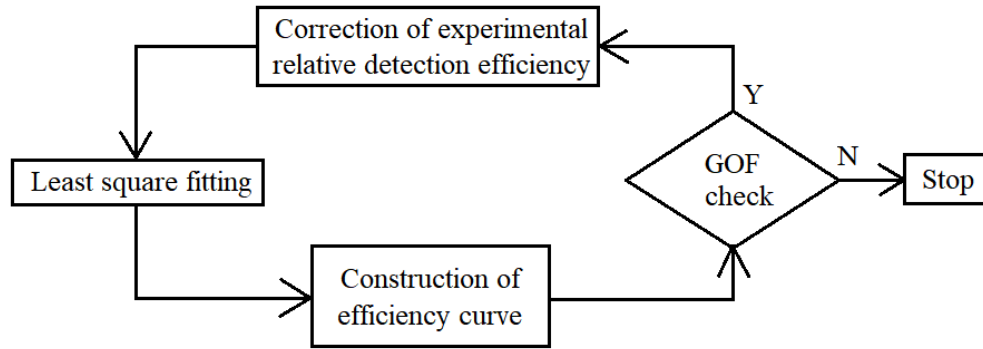 Correction of experimental
relative detection efficiency
Y
GOF
check
N
Stop
Least square fitting
Construction of
efficiency curve